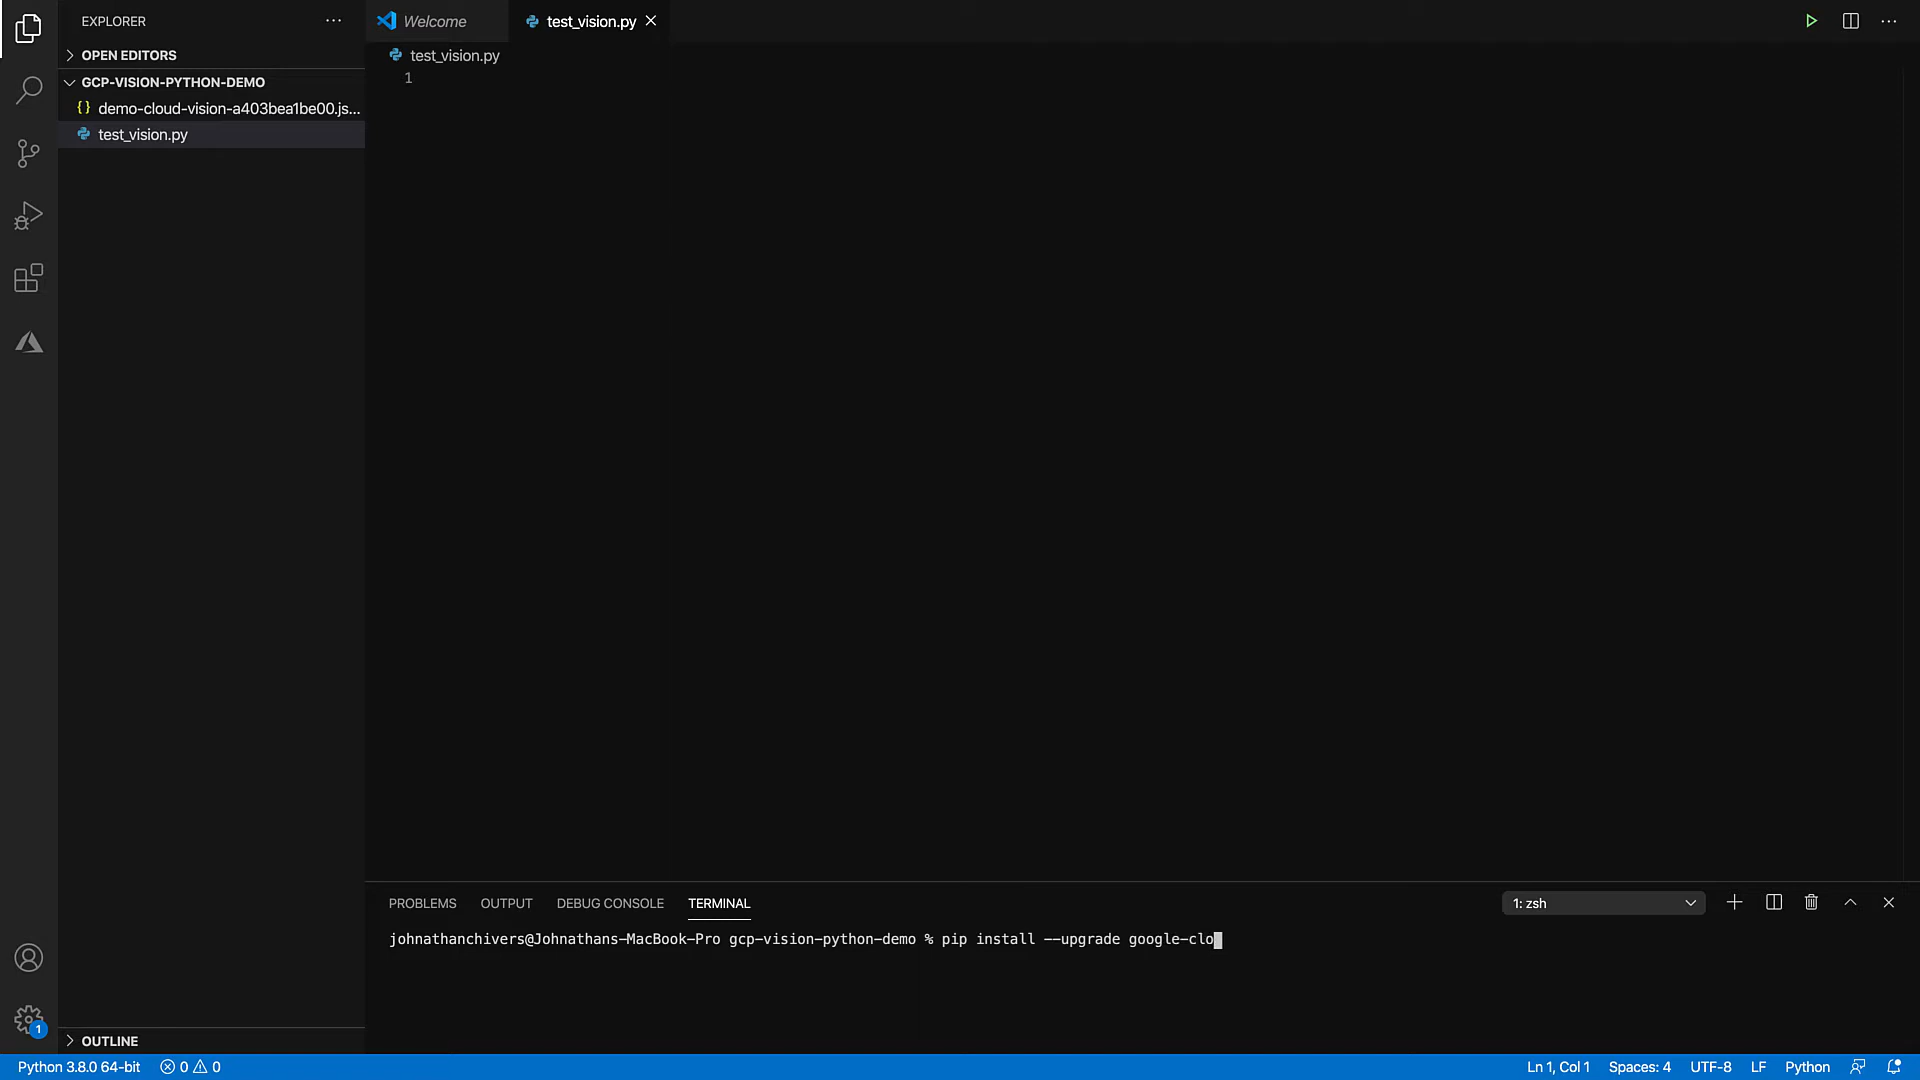 EXPLORER
Welcome
test_vision.py
OPEN EDITORS
test_vision.py
GCP-VISION-PYTHON-DEMO
1
demo-cloud-vision-a403bea1be00.js...
test_vision.py
PROBLEMS
OUTPUT
DEBUG CONSOLE
TERMINAL
1: zsh
johnathanchivers@Johnathans-MacBook-Pro gcp-vision-python-demo % pip install --upgrade google-clo
1
OUTLINE
Python 3.8.0 64-bit
0
0
Ln 1, Col 1
Spaces: 4
UTF-8
LF
Python